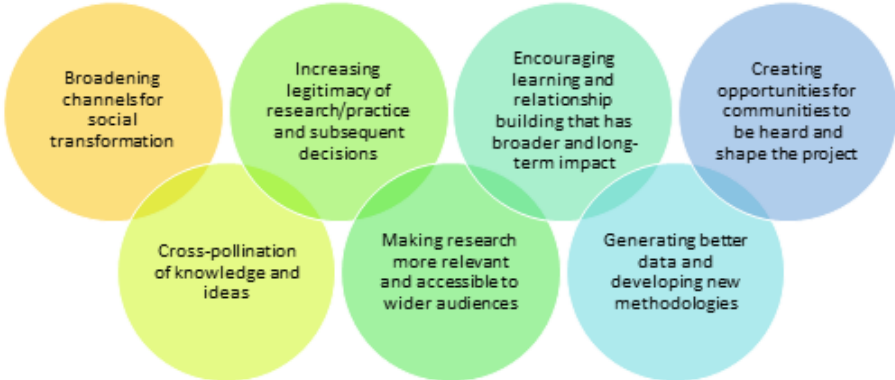 Broadening
channels for
social
transformation
Increasing
legitimacy of
research/practice
and subsequent
decisions
Encouraging
learning and
relationship
building that has
broader and long-
term impact
Creating
opportunities for
communities to
be heard and
shape the project
Cross-pollination
of knowledge and
ideas
Making research
more relevant
and accessible to
wider audiences
Generating better
data and
developing new
methodologies